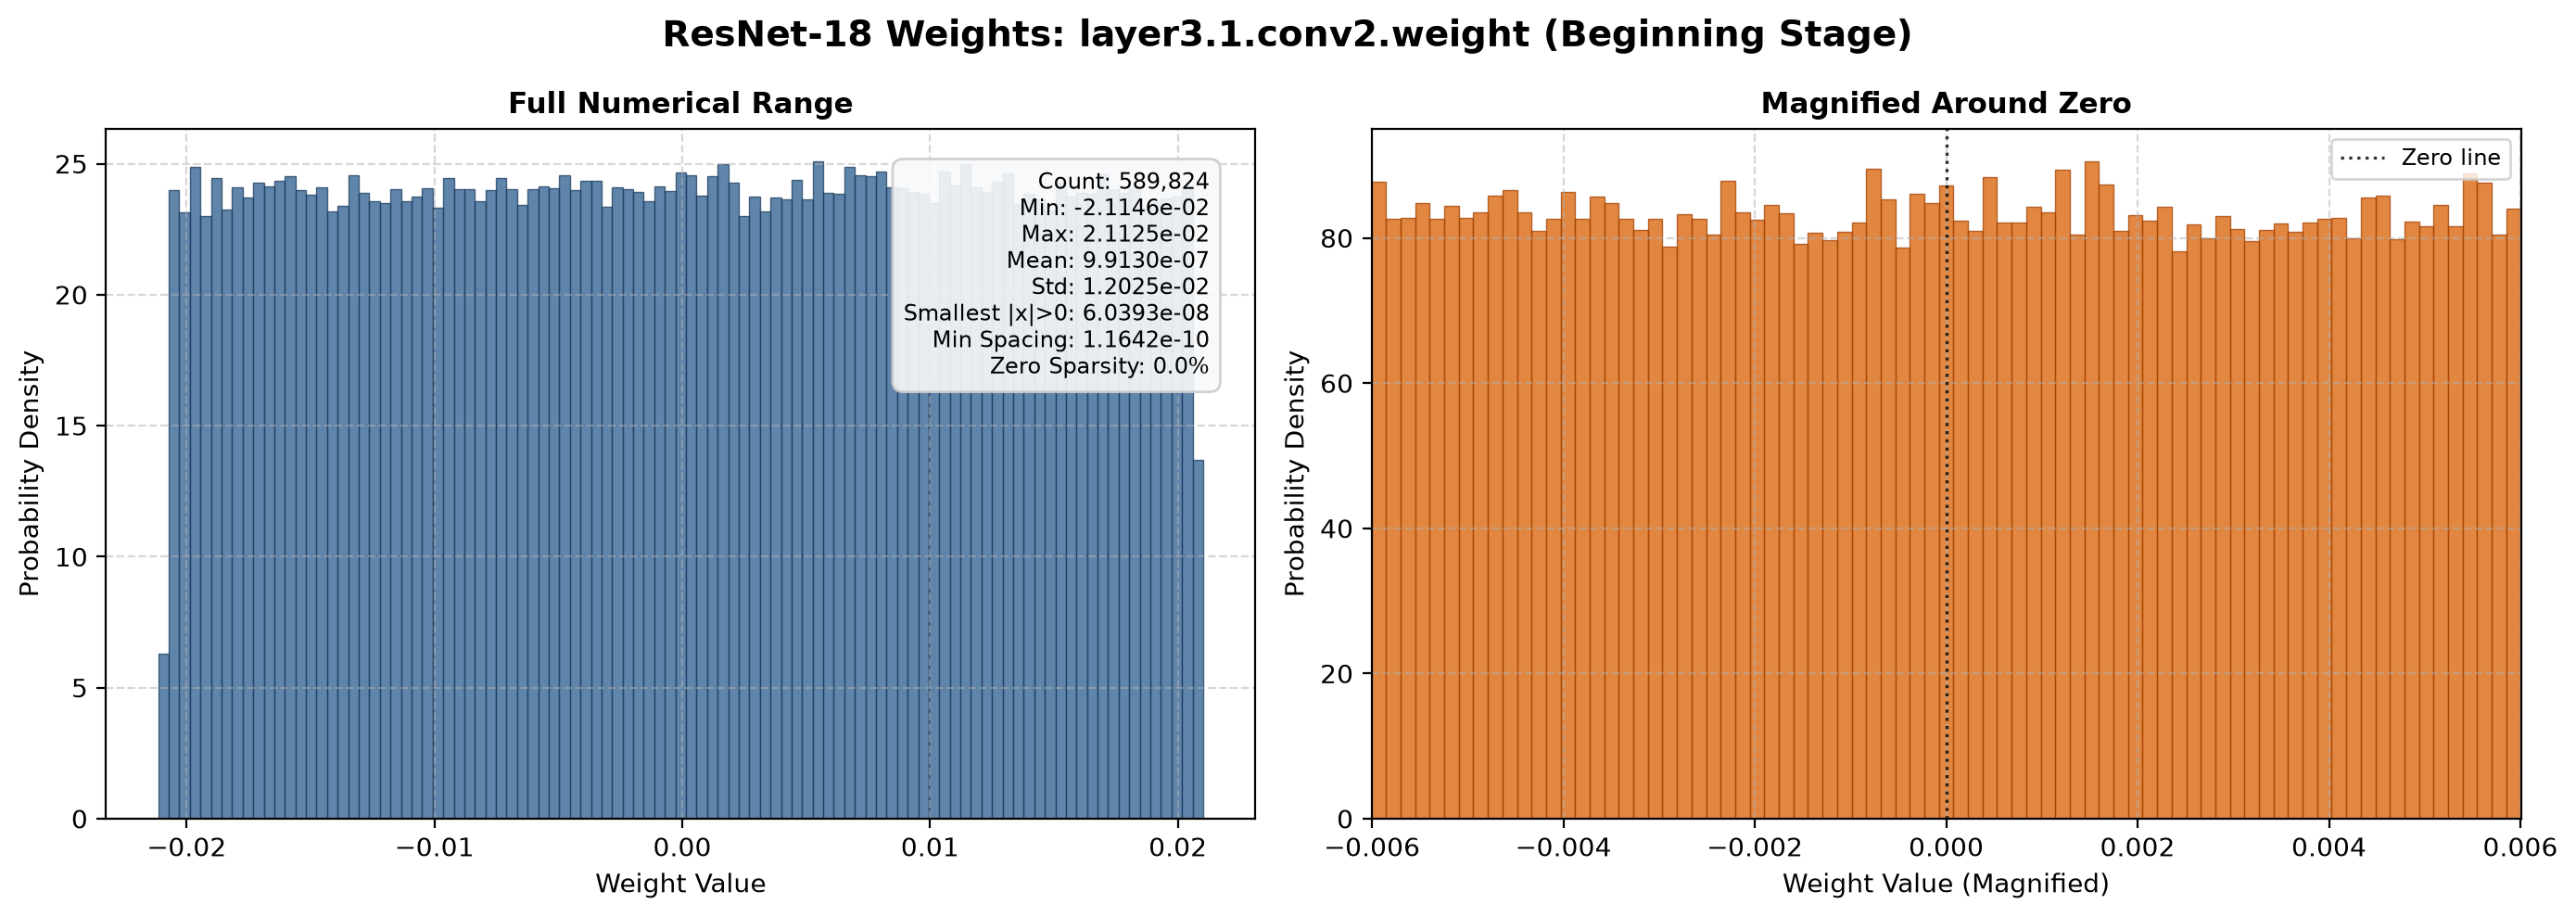 ResNet-18 Weights: layer3.1.conv2.weight (Beginning Stage)
Full Numerical Range
25
20
15
10
5
0
Probability Density
Count: 589,824
Min: -2.1146e-02
Max: 2.1125e-02
Mean: 9.9130e-07
Std: 1.2025e-02
Smallest |x|>0: 6.0393e-08
Min Spacing: 1.1642e-10
Zero Sparsity: 0.0%
−0.02 −0.01 0.00 0.01 0.02
Weight Value
Magnified Around Zero
Zero line
80
60
40
20
0
Probability Density
−0.006 −0.004 −0.002 0.000 0.002 0.004 0.006
Weight Value (Magnified)